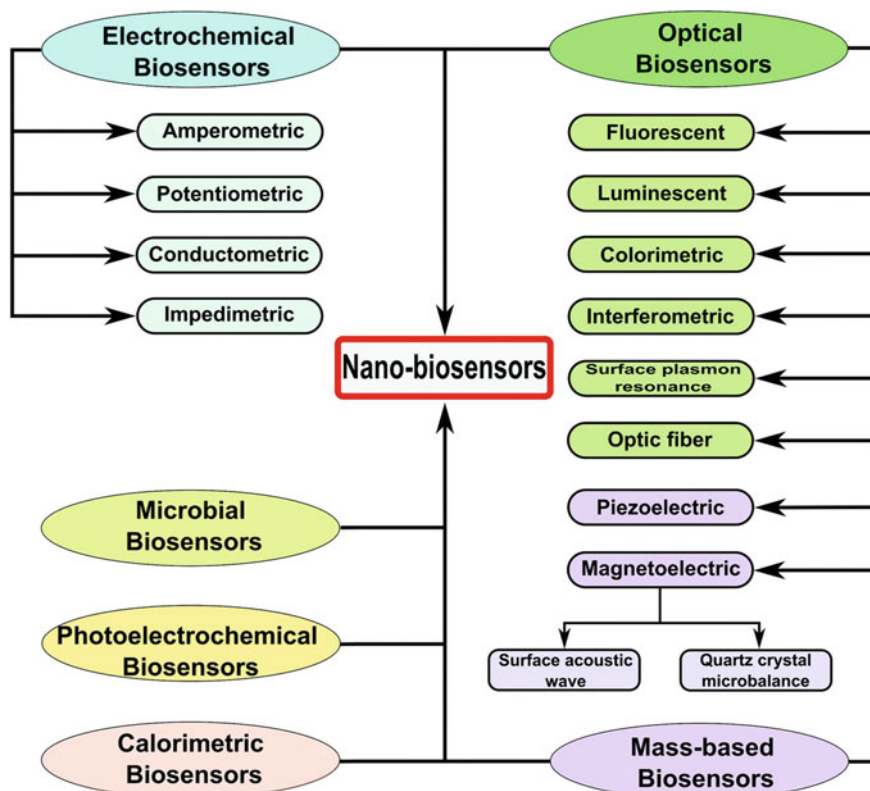 Electrochemical
Biosensors
Amperometric
Potentiometric
Conductometric
Impedimetric
Optical
Biosensors
Fluorescent
Luminescent
Colorimetric
Interferometric
Surface plasmon
resonance
Optic fiber
Piezoelectric
Magnetoelectric
Surface acoustic
wave
Quartz crystal
microbalance
Nano-biosensors
Microbial
Biosensors
Photoelectrochemical
Biosensors
Calorimetric
Biosensors
Mass-based
Biosensors